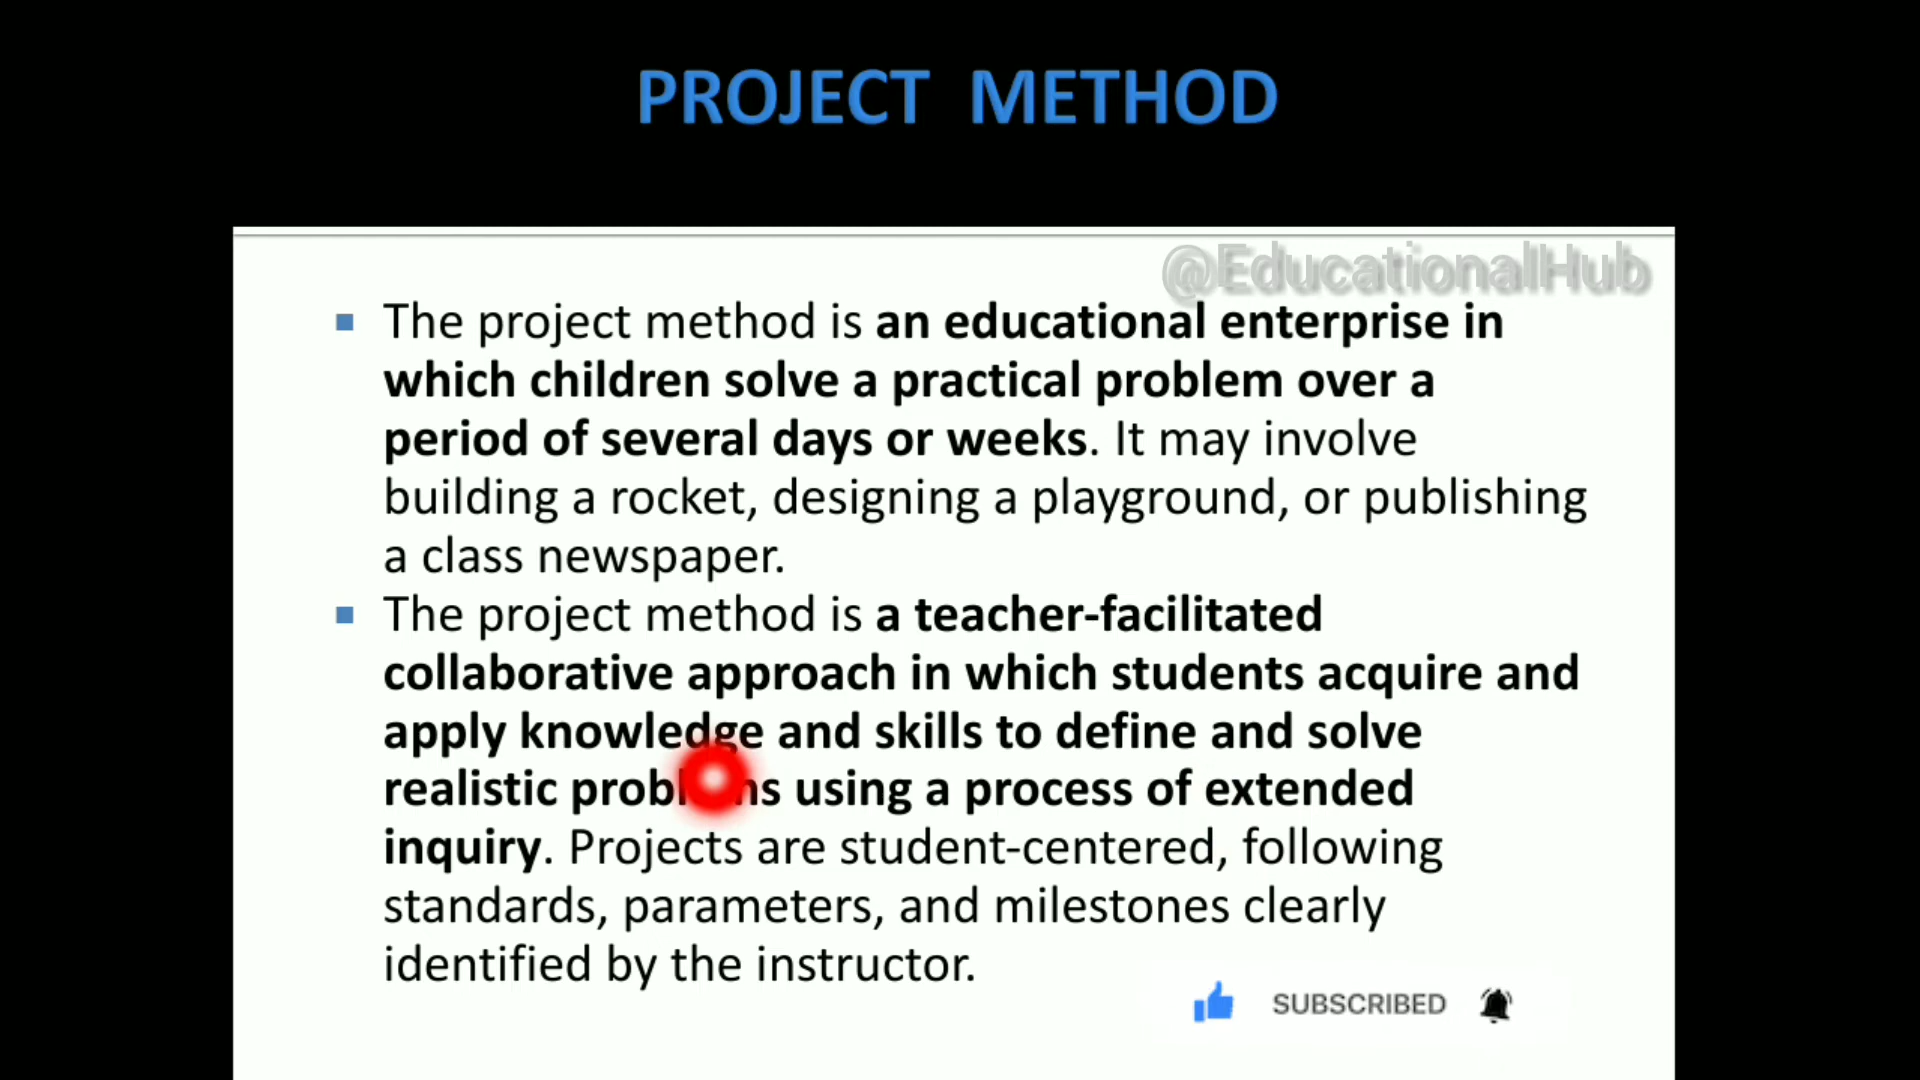 PROJECT METHOD
@EducationalHub
The project method is an educational enterprise in
which children solve a practical problem over a
period of several days or weeks. It may involve
building a rocket, designing a playground, or publishing
a class newspaper.
The project method is a teacher-facilitated
collaborative approach in which students acquire and
apply knowledge and skills to define and solve
realistic problems using a process of extended
inquiry. Projects are student-centered, following
standards, parameters, and milestones clearly
identified by the instructor.
SUBSCRIBED